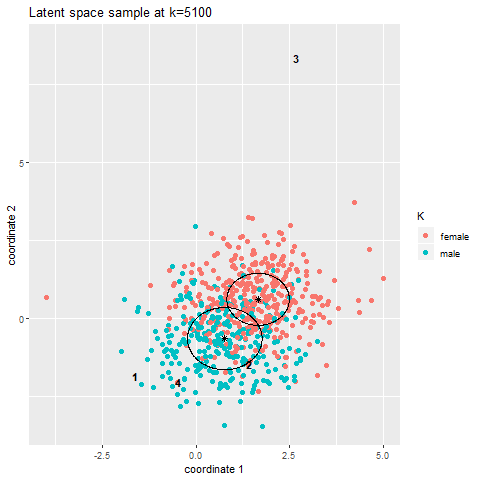 Latent space sample at k=5100
3
5
0
1
4
2
-2.5
0.0
2.5
5.0
coordinate 1
coordinate 2
K
female
male